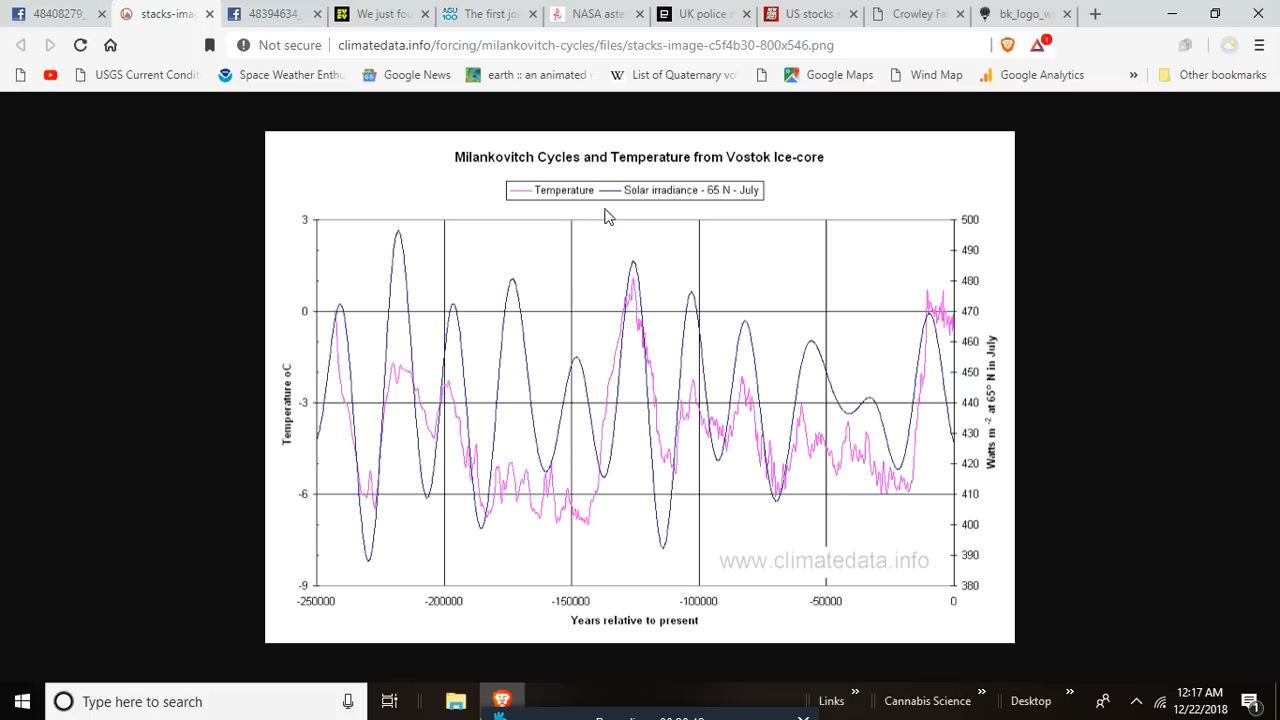 48408279_
stacks-ima
48394634_
We just fou
The first jo
NASA aste
UK police a
US stocks s
Crowley Fa
bk_logo_w
Not secure
limatedata.info/forcing/milankovitch-cycles/files/stacks-image-c5f4b30-800x546.png
1
USGS Current Condit
Space Weather Enthu
Google News
earth :: an animated
List of Quaternary vo
Google Maps
Wind Map
Google Analytics
»
Other bookmarks
Milankovitch Cycles and Temperature from Vostok Ice-core
Temperature
Solar irradiance - 65 N - July
3
0
-3
-6
-9
Temperature oC
500
490
480
470
460
450
440
430
420
410
400
390
380
Watts m -2 at 65° N in July
www.climatedata.info
-250000
-200000
-150000
-100000
-50000
0
Years relative to present
Type here to search
Links
»
Cannabis Science
»
Desktop
»
12:17 AM
12/22/2018
1